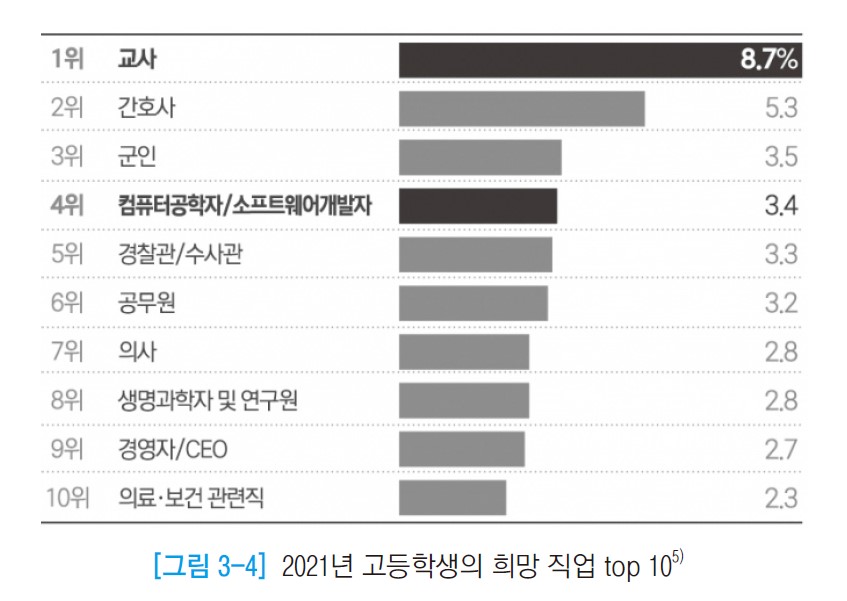 1위 교사 8.7%
2위 간호사 5.3
3위 군인 3.5
4위 컴퓨터공학자/소프트웨어개발자 3.4
5위 경찰관/수사관 3.3
6위 공무원 3.2
7위 의사 2.8
8위 생명과학자 및 연구원 2.8
9위 경영자/CEO 2.7
10위 의료·보건 관련직 2.3
[그림 3-4] 2021년 고등학생의 희망 직업 top 10⁵⁾